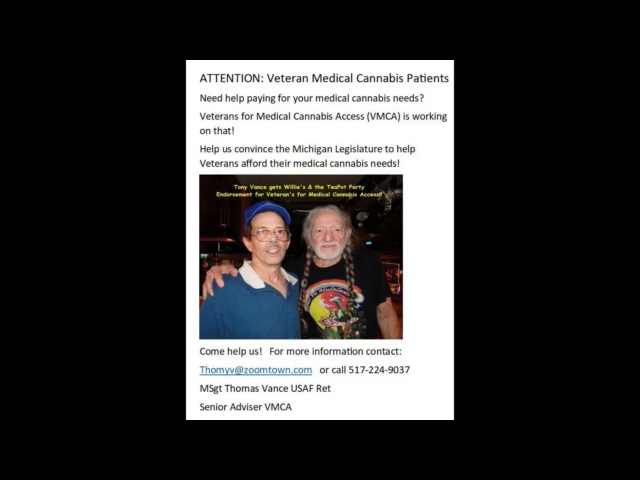 ATTENTION: Veteran Medical Cannabis Patients
Need help paying for your medical cannabis needs?
Veterans for Medical Cannabis Access (VMCA) is working
on that!
Help us convince the Michigan Legislature to help
Veterans afford their medical cannabis needs!
Tony Vance gets Willie's & the TeaPot Party
Endorsement for Veteran's for Medical Cannabis Access!!
Come help us! For more information contact:
Thomyv@zoomtown.com or call 517-224-9037
MSgt Thomas Vance USAF Ret
Senior Adviser VMCA